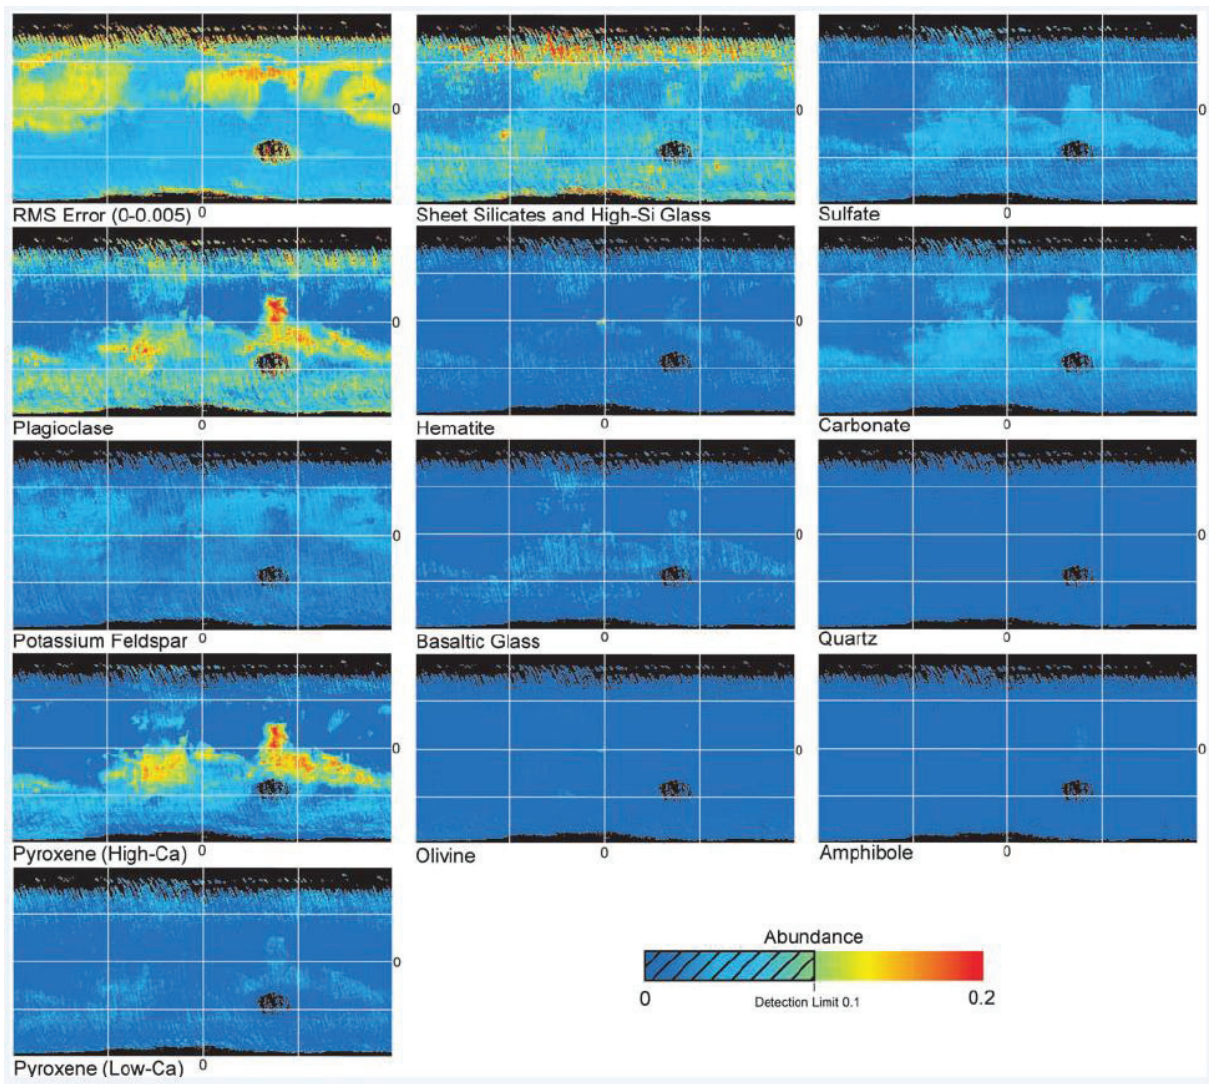 0
RMS Error (0-0.005) 0
Sheet Silicates and High-Si Glass
0
Sulfate 0
0
Plagioclase 0
0
Hematite 0
0
Carbonate 0
0
Potassium Feldspar 0
0
Basaltic Glass 0
0
Quartz 0
0
Pyroxene (High-Ca) 0
0
Olivine 0
0
Amphibole 0
0
Pyroxene (Low-Ca) 0
Abundance
0
Detection Limit 0.1
0.2